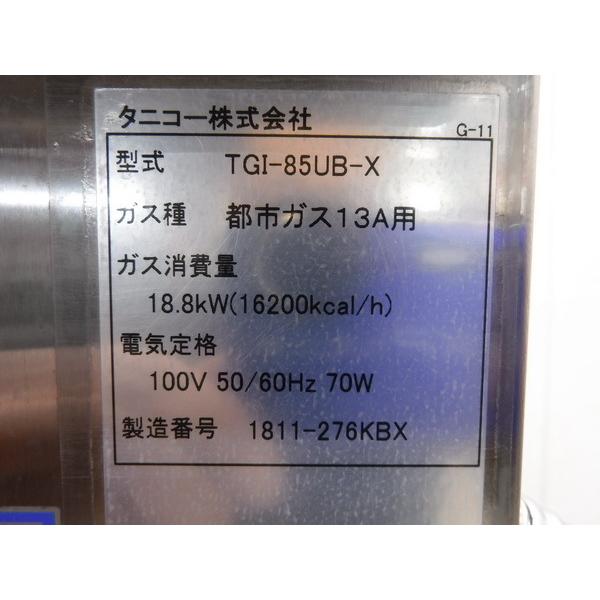 タニコー株式会社
G-11
型式 TGI-85UB-X
ガス種 都市ガス13A用
ガス消費量
18.8kW(16200kcal/h)
電気定格
100V 50/60Hz 70W
製造番号 1811-276KBX